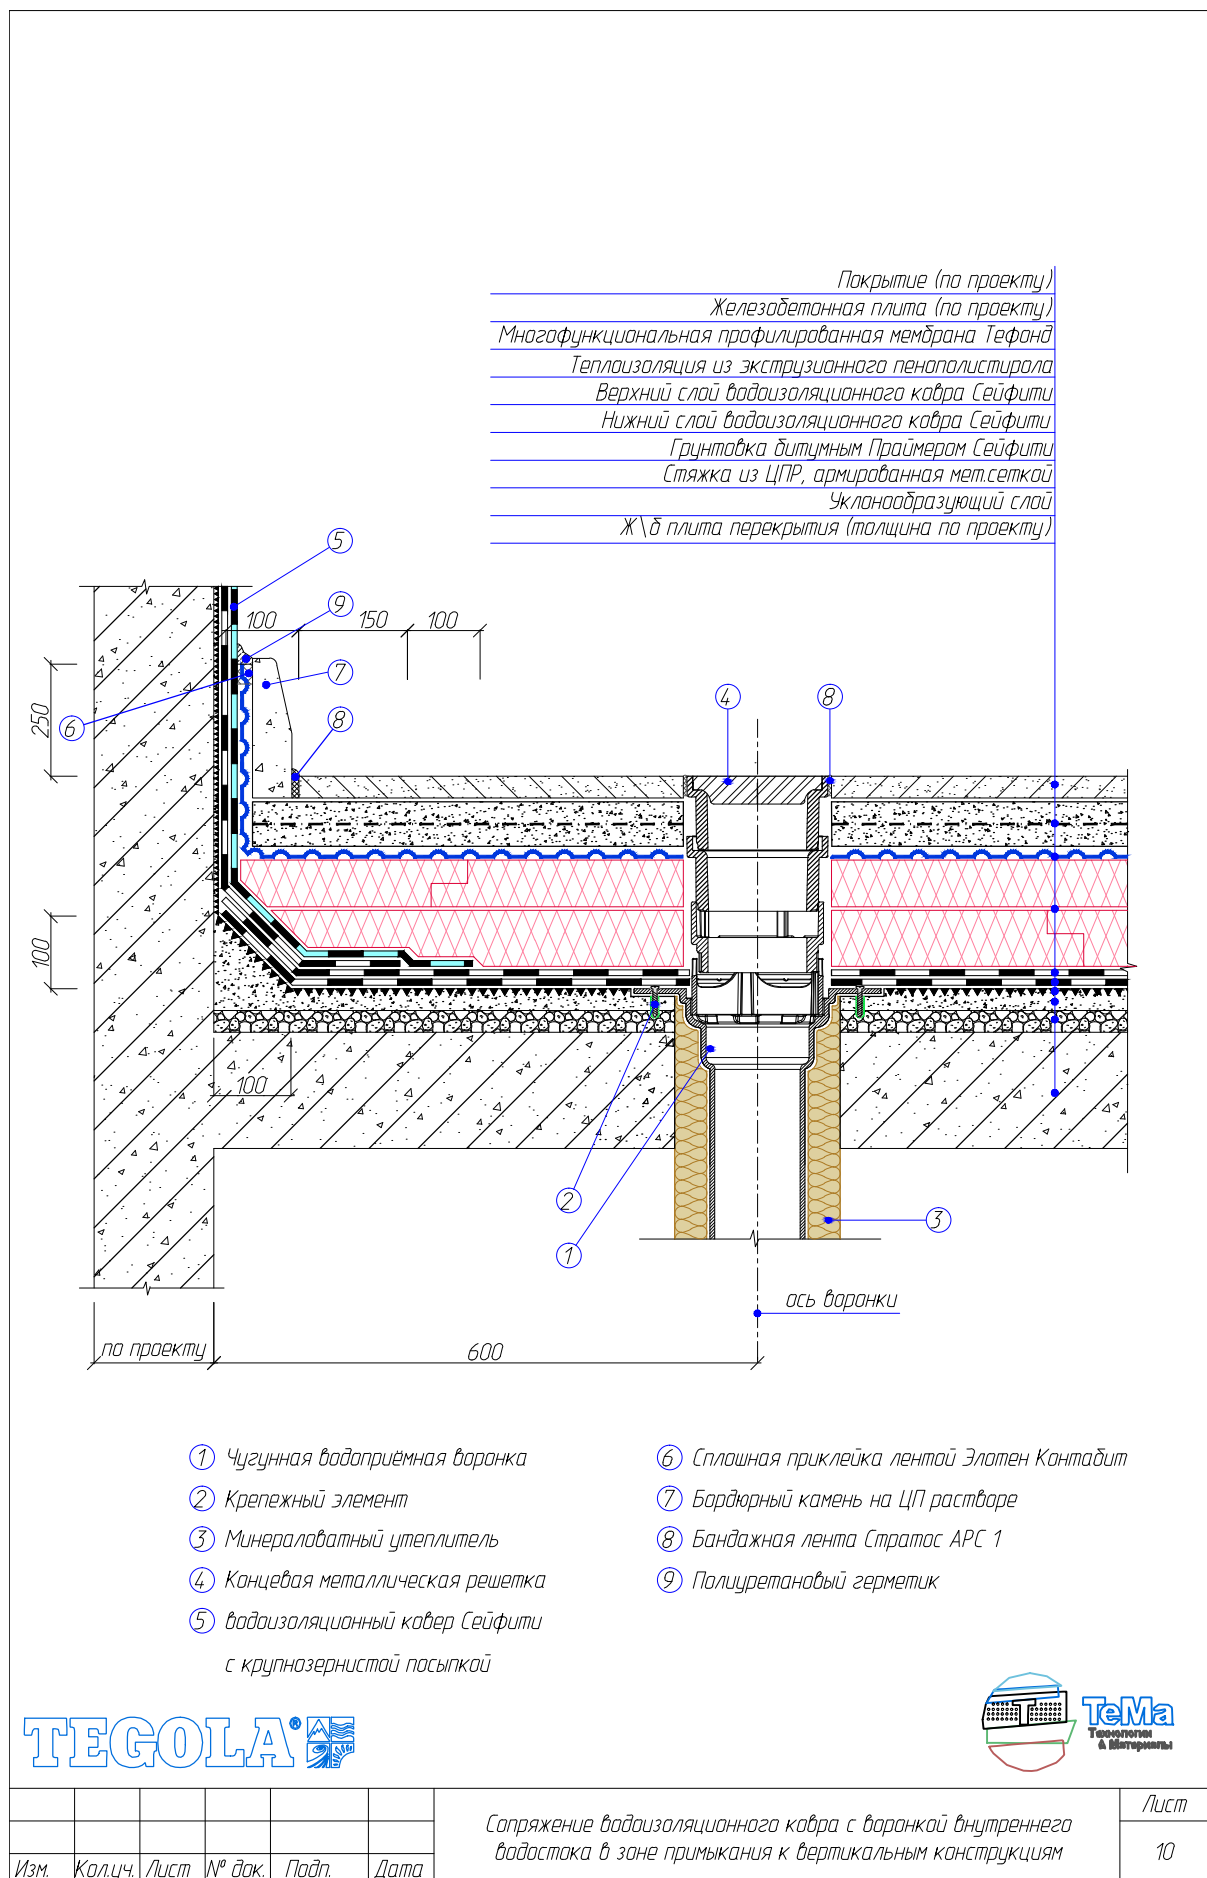 Покрытие (по проекту)
Железобетонная плита (по проекту)
Многофункциональная профилированная мембрана Тефонд
Теплоизоляция из экструзионного пенополистирола
Верхний слой водоизоляционного ковра Сейфити
Нижний слой водоизоляционного ковра Сейфити
Грунтовка битумным Праймером Сейфити
Стяжка из ЦПР, армированная мет.сеткой
Уклонообразующий слой
Ж\б плита перекрытия (толщина по проекту)
5
9
100
150
100
7
6
8
250
4
8
100
100
2
1
3
ось воронки
по проекту
600
1 Чугунная водоприёмная воронка
2 Крепежный элемент
3 Минераловатный утеплитель
4 Концевая металлическая решетка
5 водоизоляционный ковер Сейфити
с крупнозернистой посыпкой
6 Сплошная приклейка лентой Элотен Контабит
7 Бордюрный камень на ЦП растворе
8 Бандажная лента Стратос АРС 1
9 Полиуретановый герметик
TEGOLA®
T
ТеМа
Технологии
& Материалы
Изм. Кол.уч. Лист № док. Подп. Дата
Сопряжение водоизоляционного ковра с воронкой внутреннего
водостока в зоне примыкания к вертикальным конструкциям
Лист
10